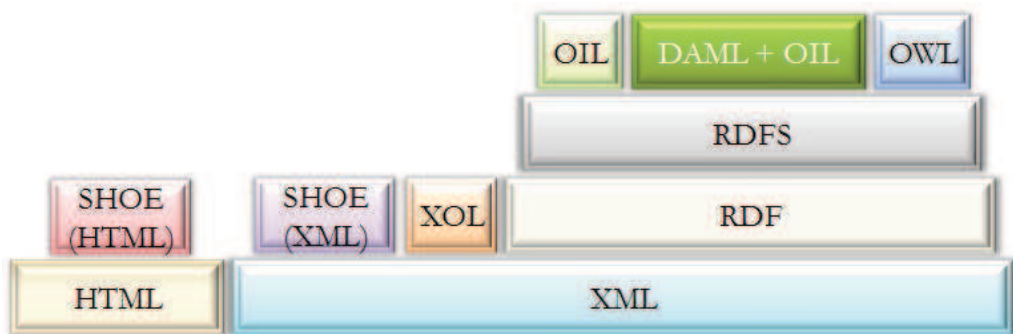 OIL DAML + OIL OWL
RDFS
SHOE (HTML)
SHOE (XML)
XOL
RDF
HTML
XML